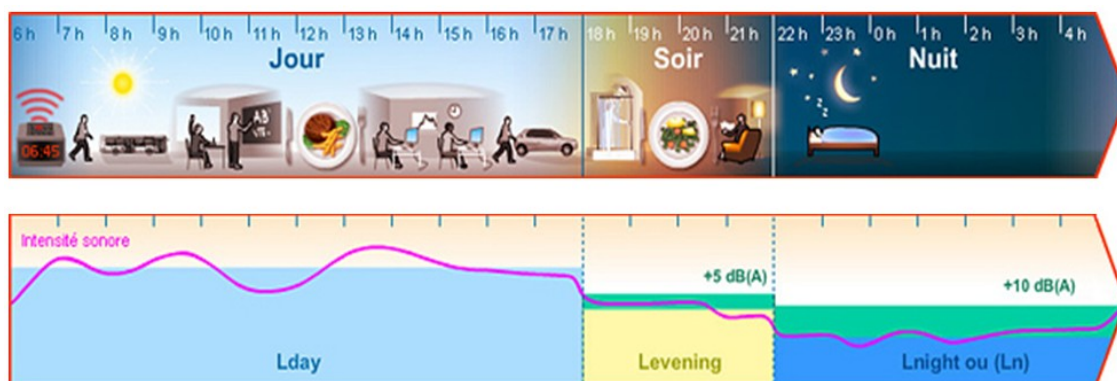 6 h 7 h 8 h 9 h 10 h 11 h 12 h 13 h 14 h 15 h 16 h 17 h 18 h 19 h 20 h 21 h 22 h 23 h 0 h 1 h 2 h 3 h 4 h
Jour Soir Nuit
06.45
Intensité sonore
+5 dB(A)
+10 dB(A)
Lday Levening Lnight ou (Ln)